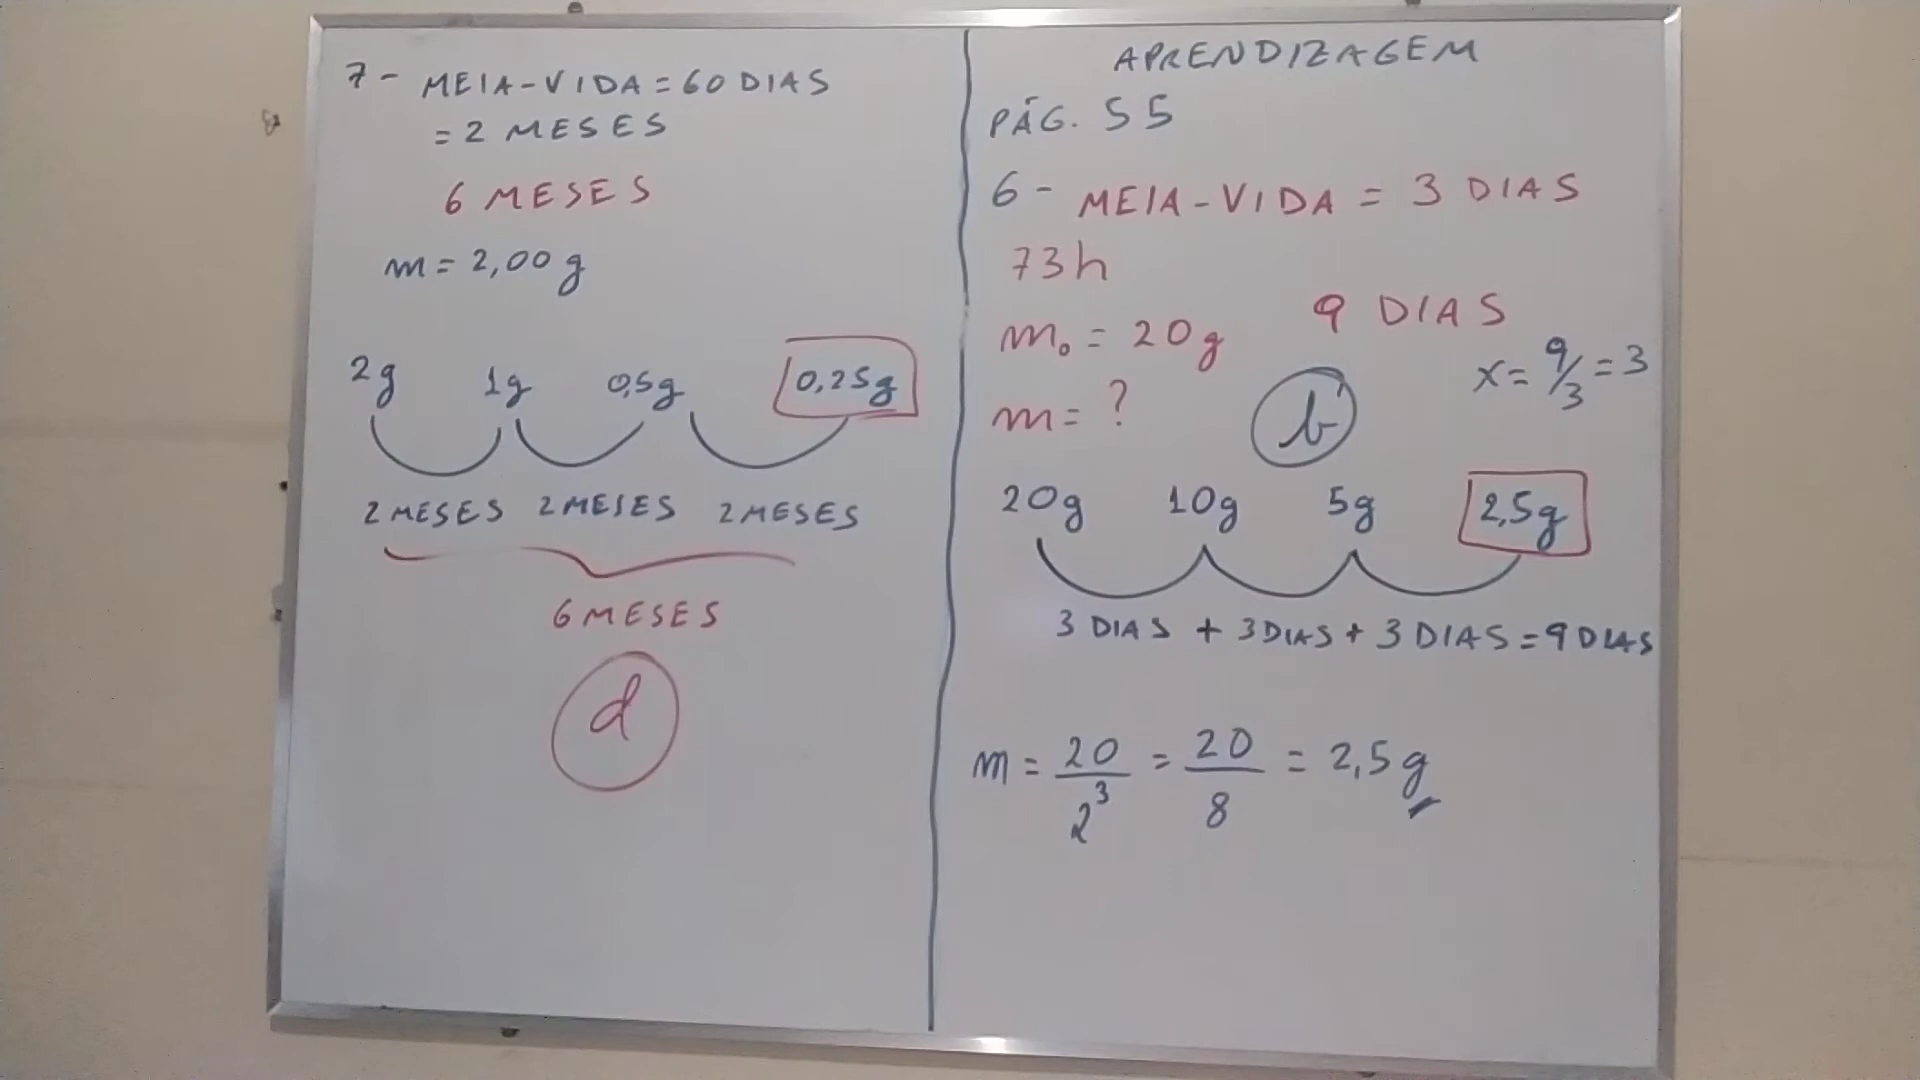 7 - MEIA-VIDA = 60 DIAS
= 2 MESES
6 MESES
m = 2,00 g
2g 1g 0,5g 0,25g
2 MESES 2 MESES 2 MESES
6 MESES
d
APRENDIZAGEM
PÁG. 55
6 - MEIA-VIDA = 3 DIAS
73h
9 DIAS
m₀ = 20g
x = 9/3 = 3
m = ?
b
20g 10g 5g 2,5g
3 DIAS + 3 DIAS + 3 DIAS = 9 DIAS
m = 20/2³ = 20/8 = 2,5 g